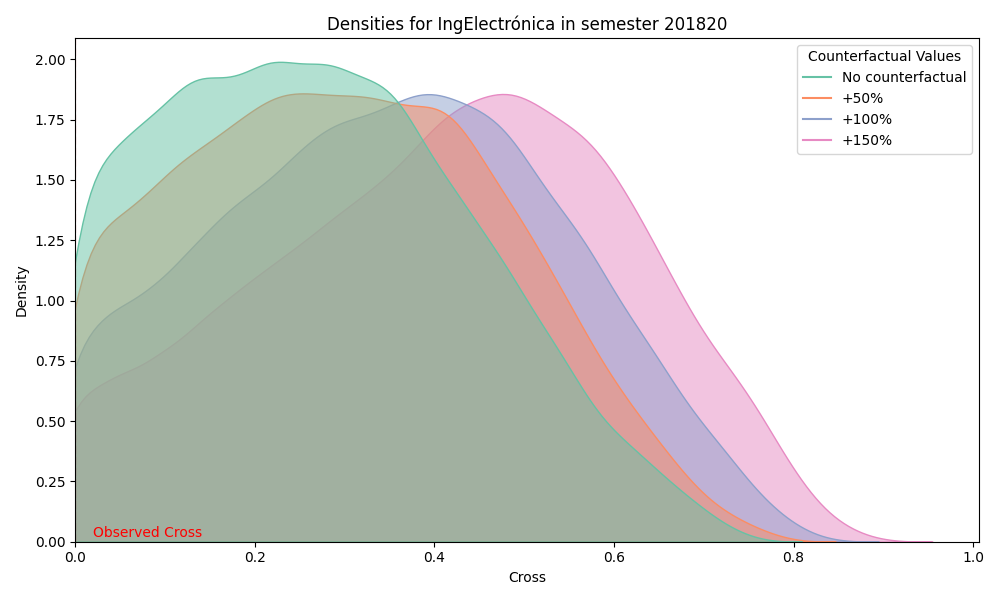 Densities for IngElectrónica in semester 201820
Counterfactual Values
No counterfactual
+50%
+100%
+150%
Density
2.00
1.75
1.50
1.25
1.00
0.75
0.50
0.25
0.00
Observed Cross
0.0 0.2 0.4 0.6 0.8 1.0
Cross